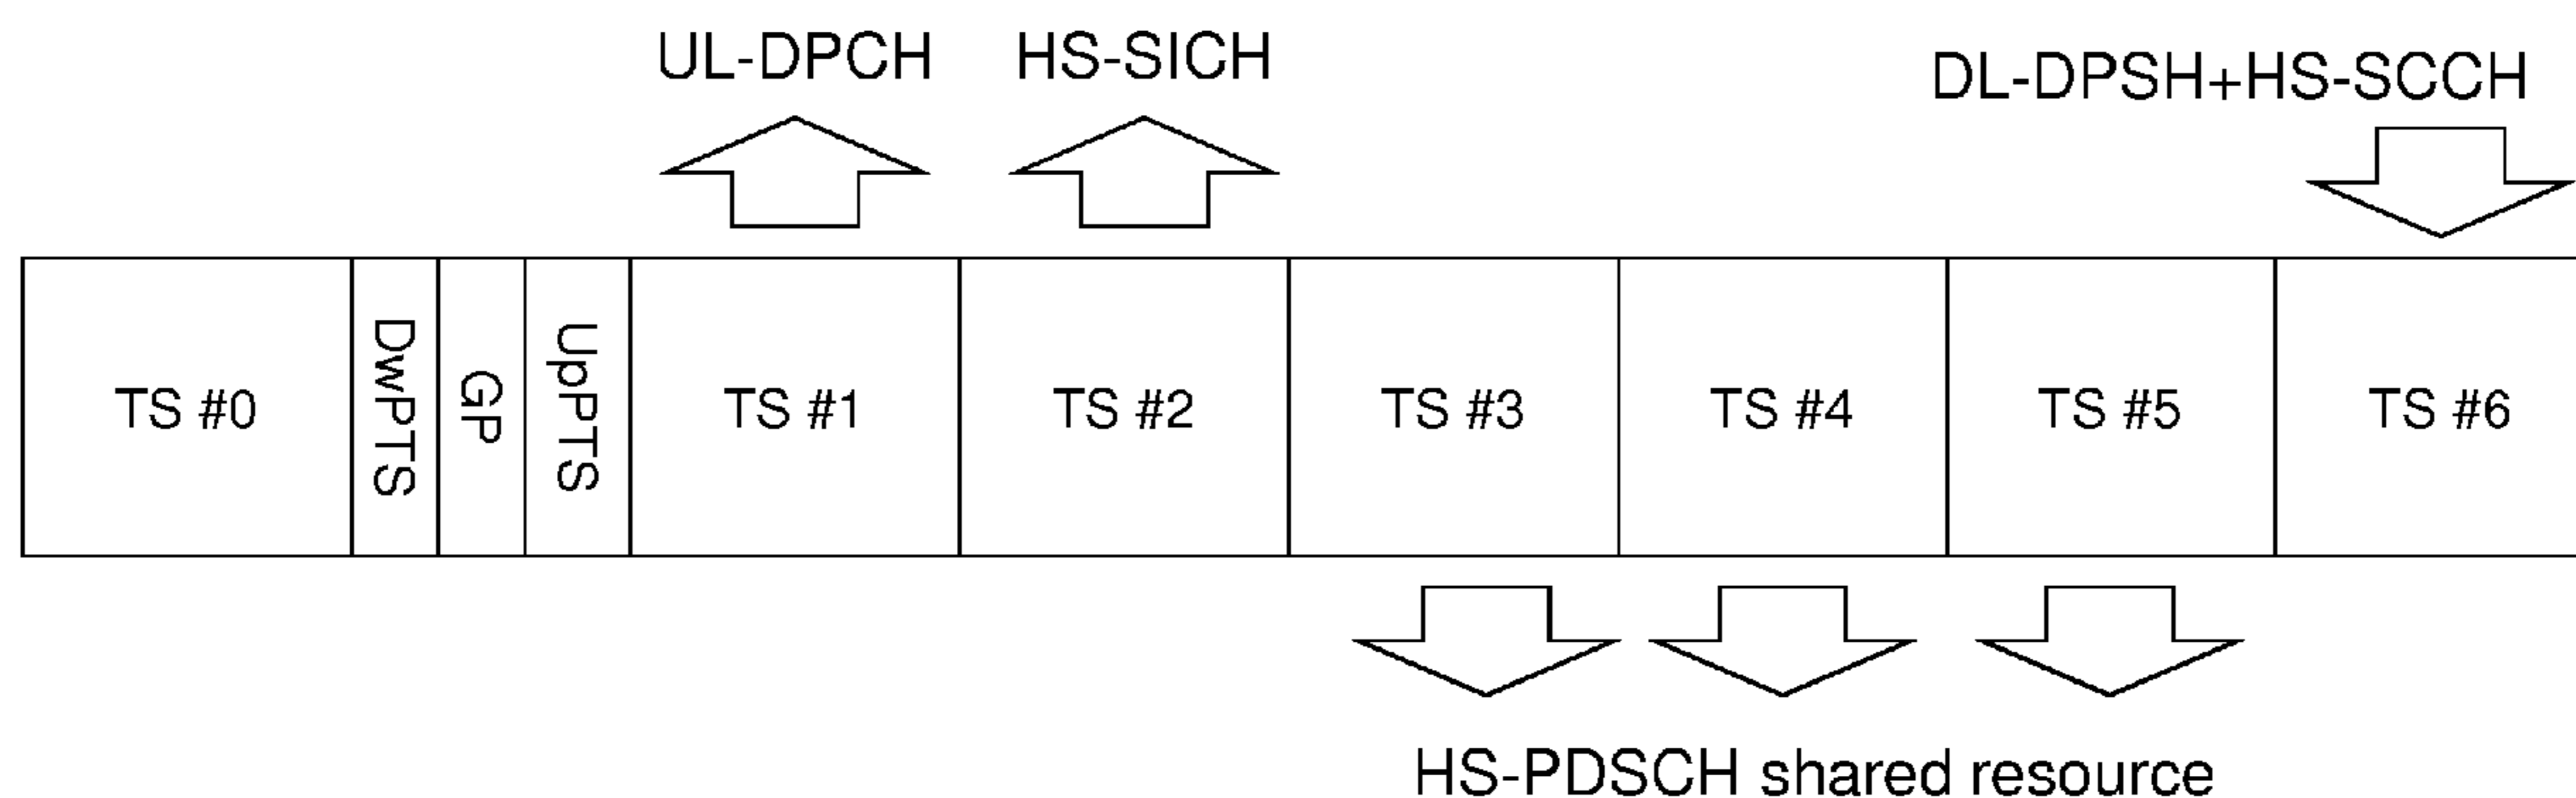 UL-DPCH
HS-SICH
DL-DPSH+HS-SCCH
TS #0
DwPTS
GP
UpPTS
TS #1
TS #2
TS #3
TS #4
TS #5
TS #6
HS-PDSCH shared resource